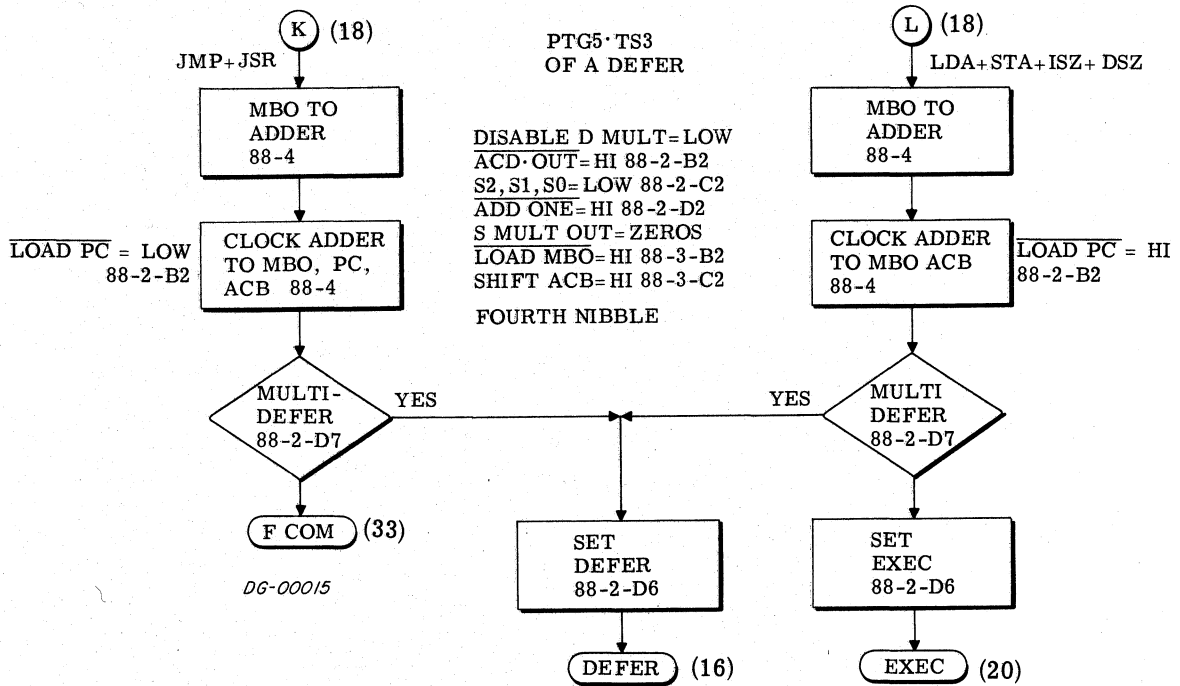 K (18)
JMP+JSR
MBO TO
ADDER
88-4
LOAD PC = LOW
88-2-B2
CLOCK ADDER
TO MBO, PC,
ACB 88-4
MULTI-
DEFER
88-2-D7
YES
F COM (33)
DG-00015
PTG5·TS3
OF A DEFER
DISABLE D MULT=LOW
ACD·OUT=HI 88-2-B2
S2, S1, S0=LOW 88-2-C2
ADD ONE=HI 88-2-D2
S MULT OUT=ZEROS
LOAD MBO=HI 88-3-B2
SHIFT ACB=HI 88-3-C2
FOURTH NIBBLE
SET
DEFER
88-2-D6
DEFER (16)
L (18)
LDA+STA+ISZ+DSZ
MBO TO
ADDER
88-4
CLOCK ADDER
TO MBO ACB
88-4
LOAD PC = HI
88-2-B2
YES
MULTI
DEFER
88-2-D7
SET
EXEC
88-2-D6
EXEC (20)